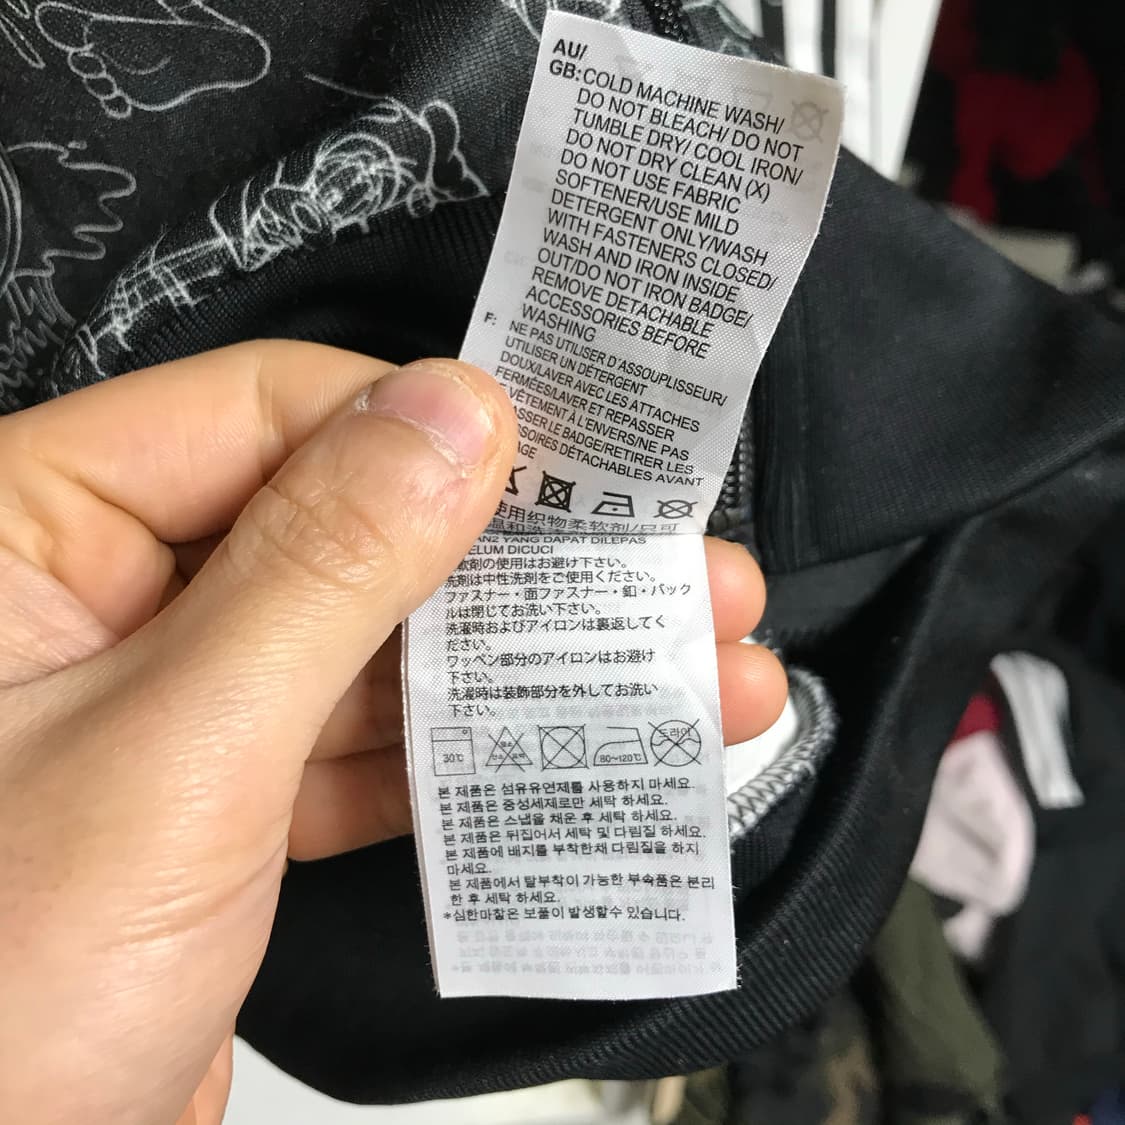 AU/
GB: COLD MACHINE WASH/
DO NOT BLEACH/ DO NOT
TUMBLE DRY/ COOL IRON/
DO NOT DRY CLEAN (X)
DO NOT USE FABRIC
SOFTENER/USE MILD
DETERGENT ONLY/WASH
WITH FASTENERS CLOSED/
WASH AND IRON INSIDE
OUT/DO NOT IRON BADGE/
REMOVE DETACHABLE
ACCESSORIES BEFORE
WASHING
F: NE PAS UTILISER D'ASSOUPLISSEUR/
UTILISER UN DETERGENT
DOUX/LAVER AVEC LES ATTACHES
FERMÉES/LAVER ET REPASSER
VÊTEMENT À L'ENVERS/NE PAS
LE BADGE/RETIRER LES
DÉTACHABLES AVANT
使用织物柔软剂/只可
YANG DAPAT DILEPAS
DICUCI
剤の使用はお避け下さい。
洗剤は中性洗剤をご使用ください。
ファスナー・面ファスナー・釦・バック
ルは閉じてお洗い下さい。
洗濯時およびアイロンは裏返してく
ださい。
ワッペン部分のアイロンはお避け
下さい。
洗濯時は装飾部分を外してお洗い
下さい。
30℃ 80~120℃ 드라이
본 제품은 섬유유연제를 사용하지 마세요.
본 제품은 중성세제로만 세탁 하세요.
본 제품은 스냅을 채운 후 세탁 하세요.
본 제품은 뒤집어서 세탁 및 다림질 하세요.
본 제품에 배지를 부착한채 다림질을 하지
마세요.
본 제품에서 탈부착이 가능한 부속품은 분리
한 후 세탁 하세요.
*심한마찰은 보풀이 발생할수 있습니다.